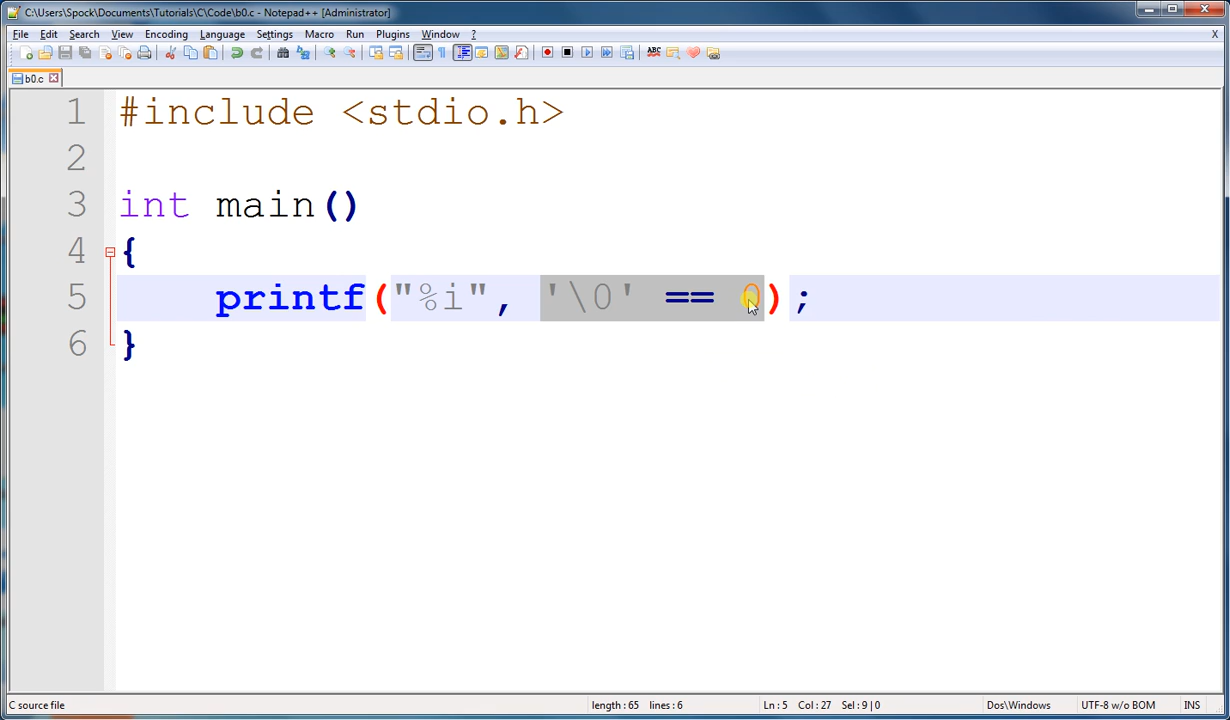 C:\Users\Spock\Documents\Tutorials\C\Code\b0.c - Notepad++ [Administrator]
File Edit Search View Encoding Language Settings Macro Run Plugins Window ? X
ABC
b0.c
1 #include <stdio.h>
2
3 int main()
4 {
5 printf("%i", '\0' == 0);
6 }
C source file length : 65 lines : 6 Ln : 5 Col : 27 Sel : 9 | 0 Dos\Windows UTF-8 w/o BOM INS